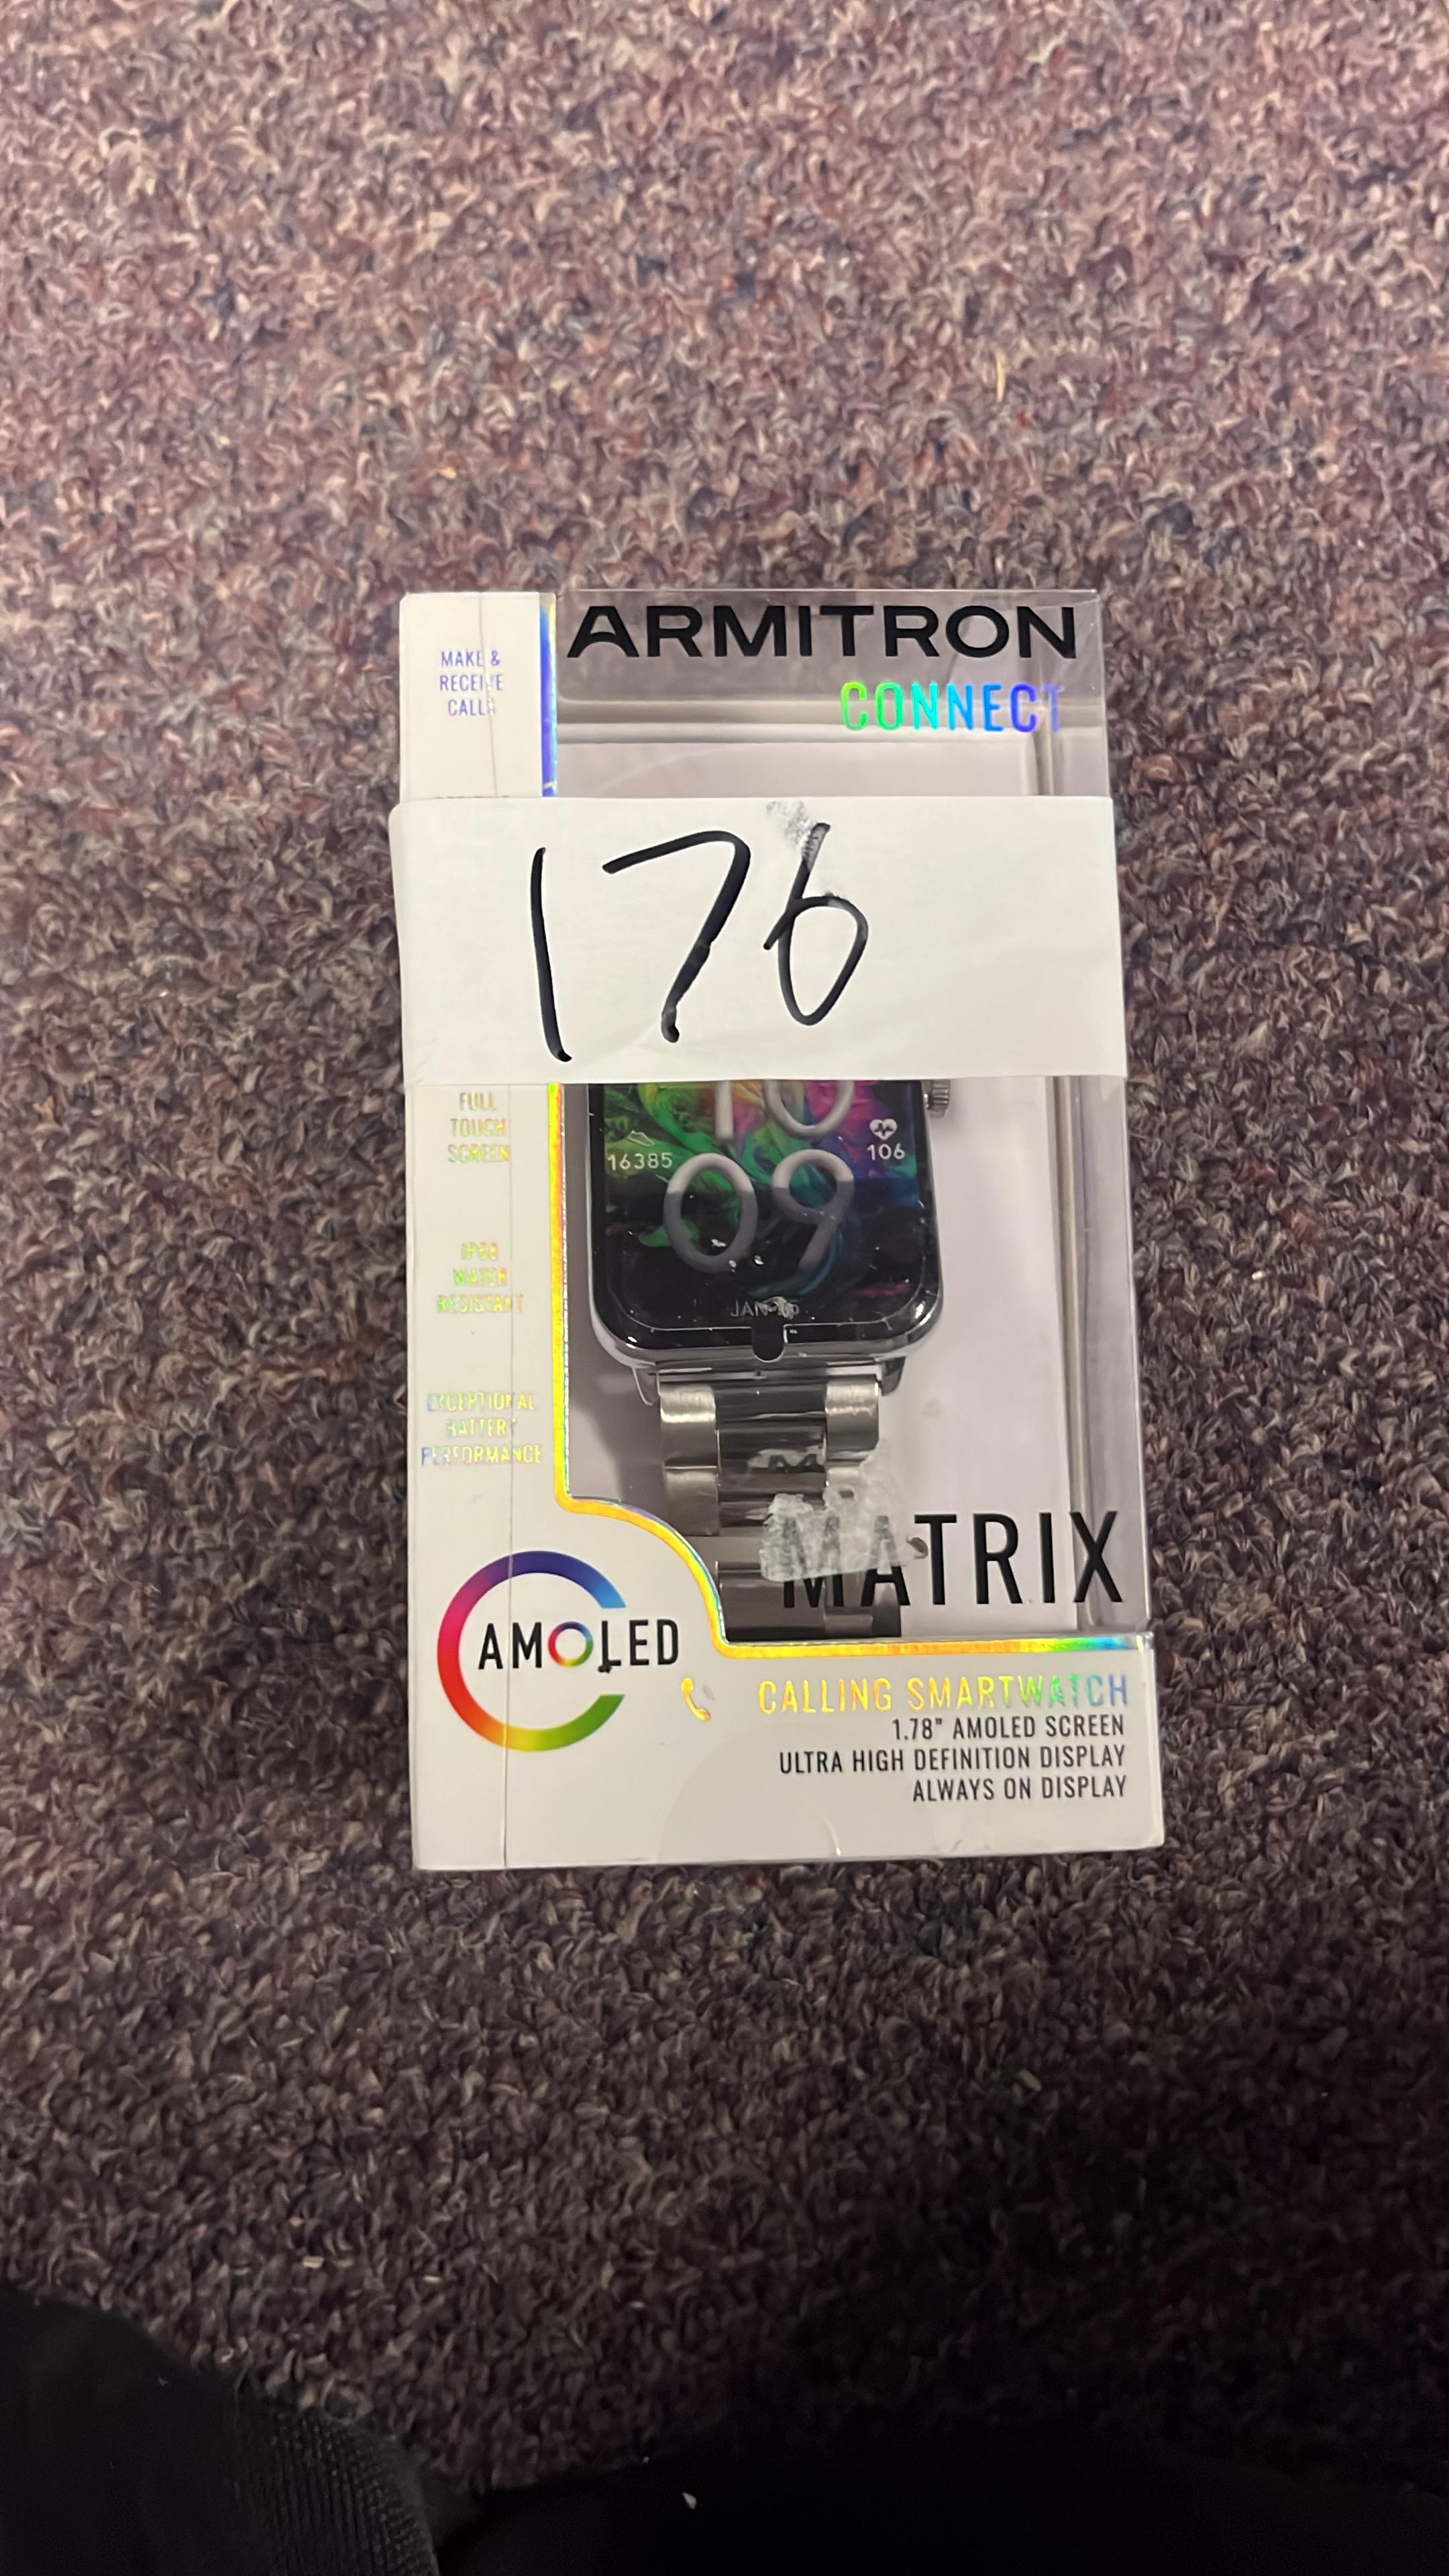 ARMITRON
CONNECT
MAKE &
RECEIVE
CALLS
176
FULL
TOUCH
SCREEN
10
16385
106
09
JAN
IP68
WATER
RESISTANT
EXCEPTIONAL
BATTERY
PERFORMANCE
MATRIX
AMOLED
CALLING SMARTWATCH
1.78" AMOLED SCREEN
ULTRA HIGH DEFINITION DISPLAY
ALWAYS ON DISPLAY